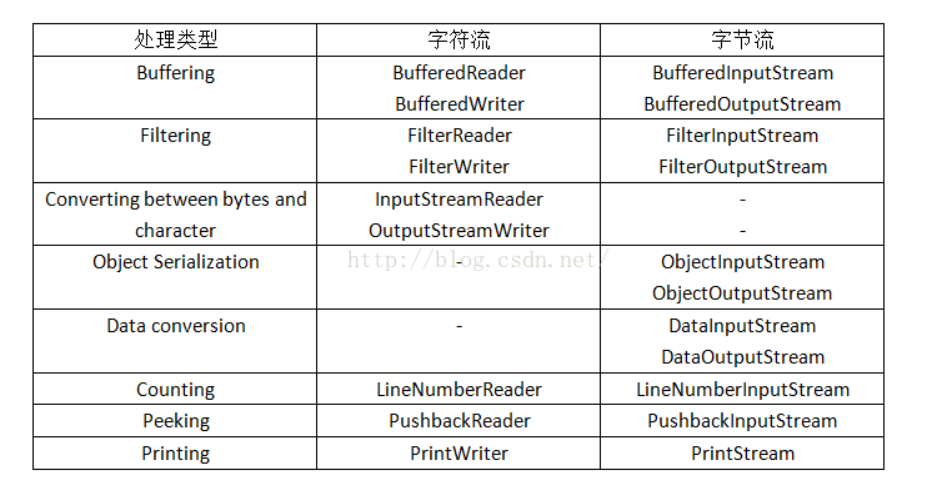 处理类型 字符流 字节流
Buffering BufferedReader BufferedInputStream
BufferedWriter BufferedOutputStream
Filtering FilterReader FilterInputStream
FilterWriter FilterOutputStream
Converting between bytes and InputStreamReader -
character OutputStreamWriter -
Object Serialization - ObjectInputStream
http://blog.csdn.net/
ObjectOutputStream
Data conversion - DataInputStream
DataOutputStream
Counting LineNumberReader LineNumberInputStream
Peeking PushbackReader PushbackInputStream
Printing PrintWriter PrintStream